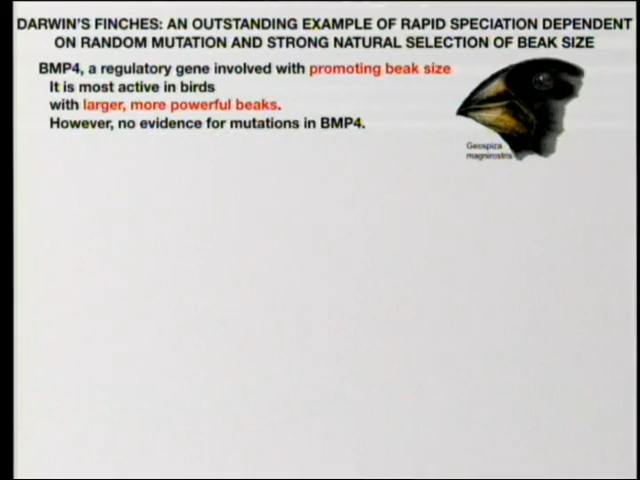 DARWIN'S FINCHES: AN OUTSTANDING EXAMPLE OF RAPID SPECIATION DEPENDENT
ON RANDOM MUTATION AND STRONG NATURAL SELECTION OF BEAK SIZE
BMP4, a regulatory gene involved with promoting beak size
It is most active in birds
with larger, more powerful beaks.
However, no evidence for mutations in BMP4.
Geospiza
magnirostris